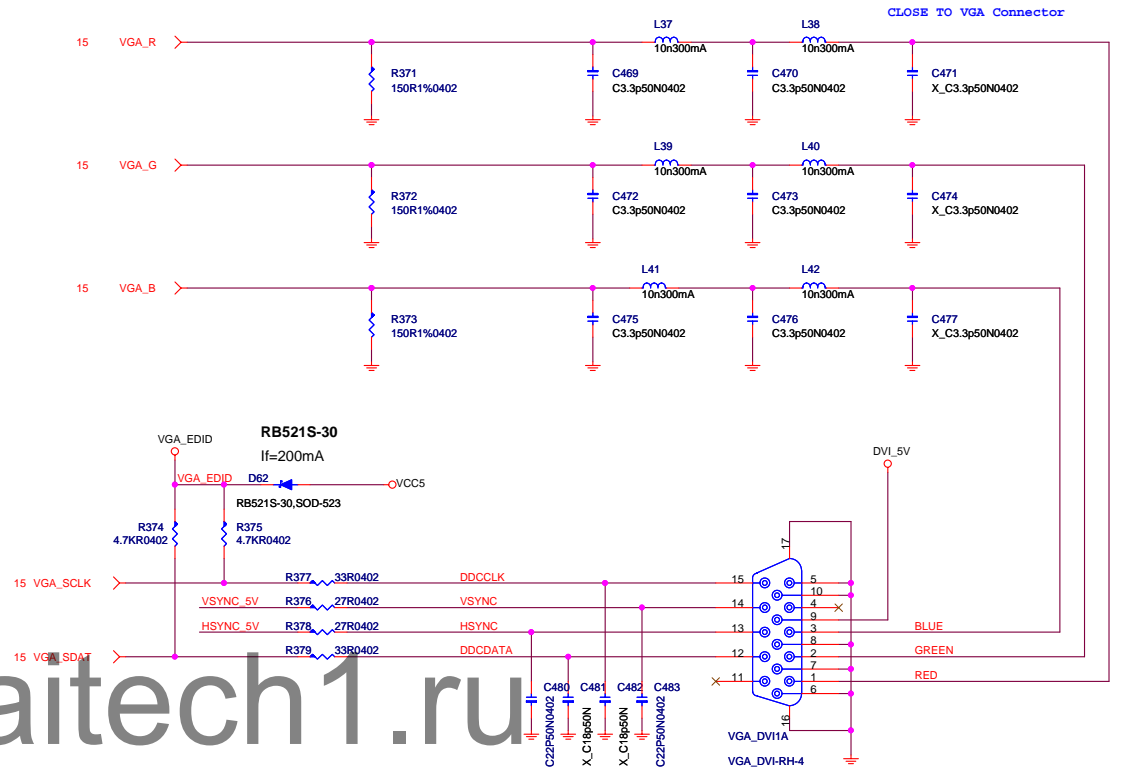 CLOSE TO VGA Connector
L37 L38
15 VGA_R 10n300mA 10n300mA
R371 C469 C470 C471
150R1%0402 C3.3p50N0402 C3.3p50N0402 X_C3.3p50N0402
L39 L40
15 VGA_G 10n300mA 10n300mA
R372 C472 C473 C474
150R1%0402 C3.3p50N0402 C3.3p50N0402 X_C3.3p50N0402
L41 L42
15 VGA_B 10n300mA 10n300mA
R373 C475 C476 C477
150R1%0402 C3.3p50N0402 C3.3p50N0402 X_C3.3p50N0402
RB521S-30
VGA_EDID
If=200mA
DVI_5V
VGA_EDID D62 VCC5
RB521S-30,SOD-523
R374 R375
4.7KR0402 4.7KR0402
17
15 VGA_SCLK R377 33R0402 DDCCLK 15 5
10
VSYNC_5V R376 27R0402 VSYNC 14 4
9
HSYNC_5V R378 27R0402 HSYNC 13 3 BLUE
8
15 VGA_SDAT R379 33R0402 DDCDATA 12 2 GREEN
7
11 1 RED
6
C480 C481 C482 C483
C22P50N0402 X_C18p50N X_C18p50N C22P50N0402
16
VGA_DVI1A
VGA_DVI-RH-4
aitech1.ru